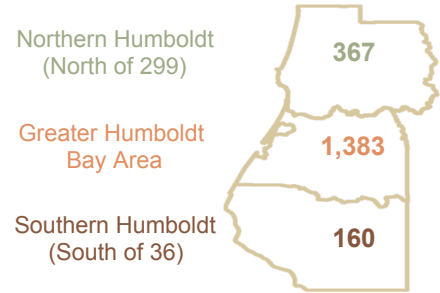 Northern Humboldt
(North of 299)
367
Greater Humboldt
Bay Area
1,383
Southern Humboldt
(South of 36)
160